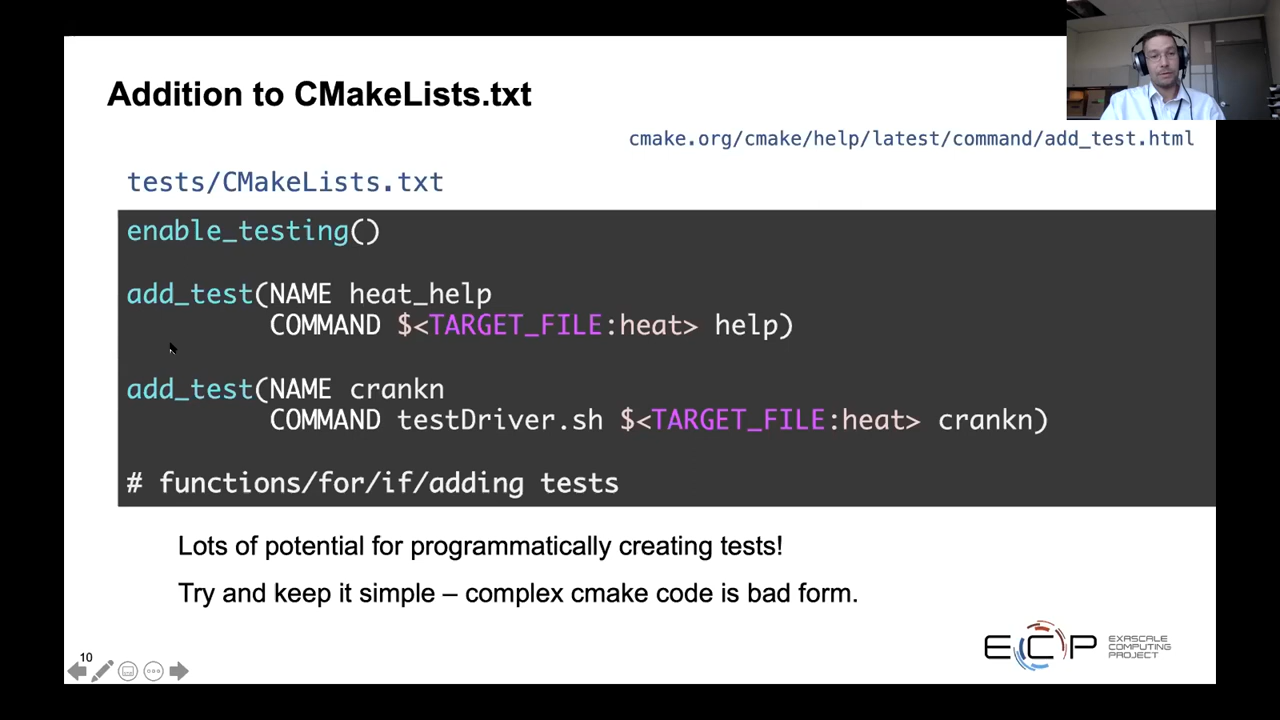 Addition to CMakeLists.txt
cmake.org/cmake/help/latest/command/add_test.html
tests/CMakeLists.txt
enable_testing()
add_test(NAME heat_help
COMMAND $<TARGET_FILE:heat> help)
add_test(NAME crankn
COMMAND testDriver.sh $<TARGET_FILE:heat> crankn)
# functions/for/if/adding tests
Lots of potential for programmatically creating tests!
Try and keep it simple – complex cmake code is bad form.
10
ECP
EXASCALE
COMPUTING
PROJECT